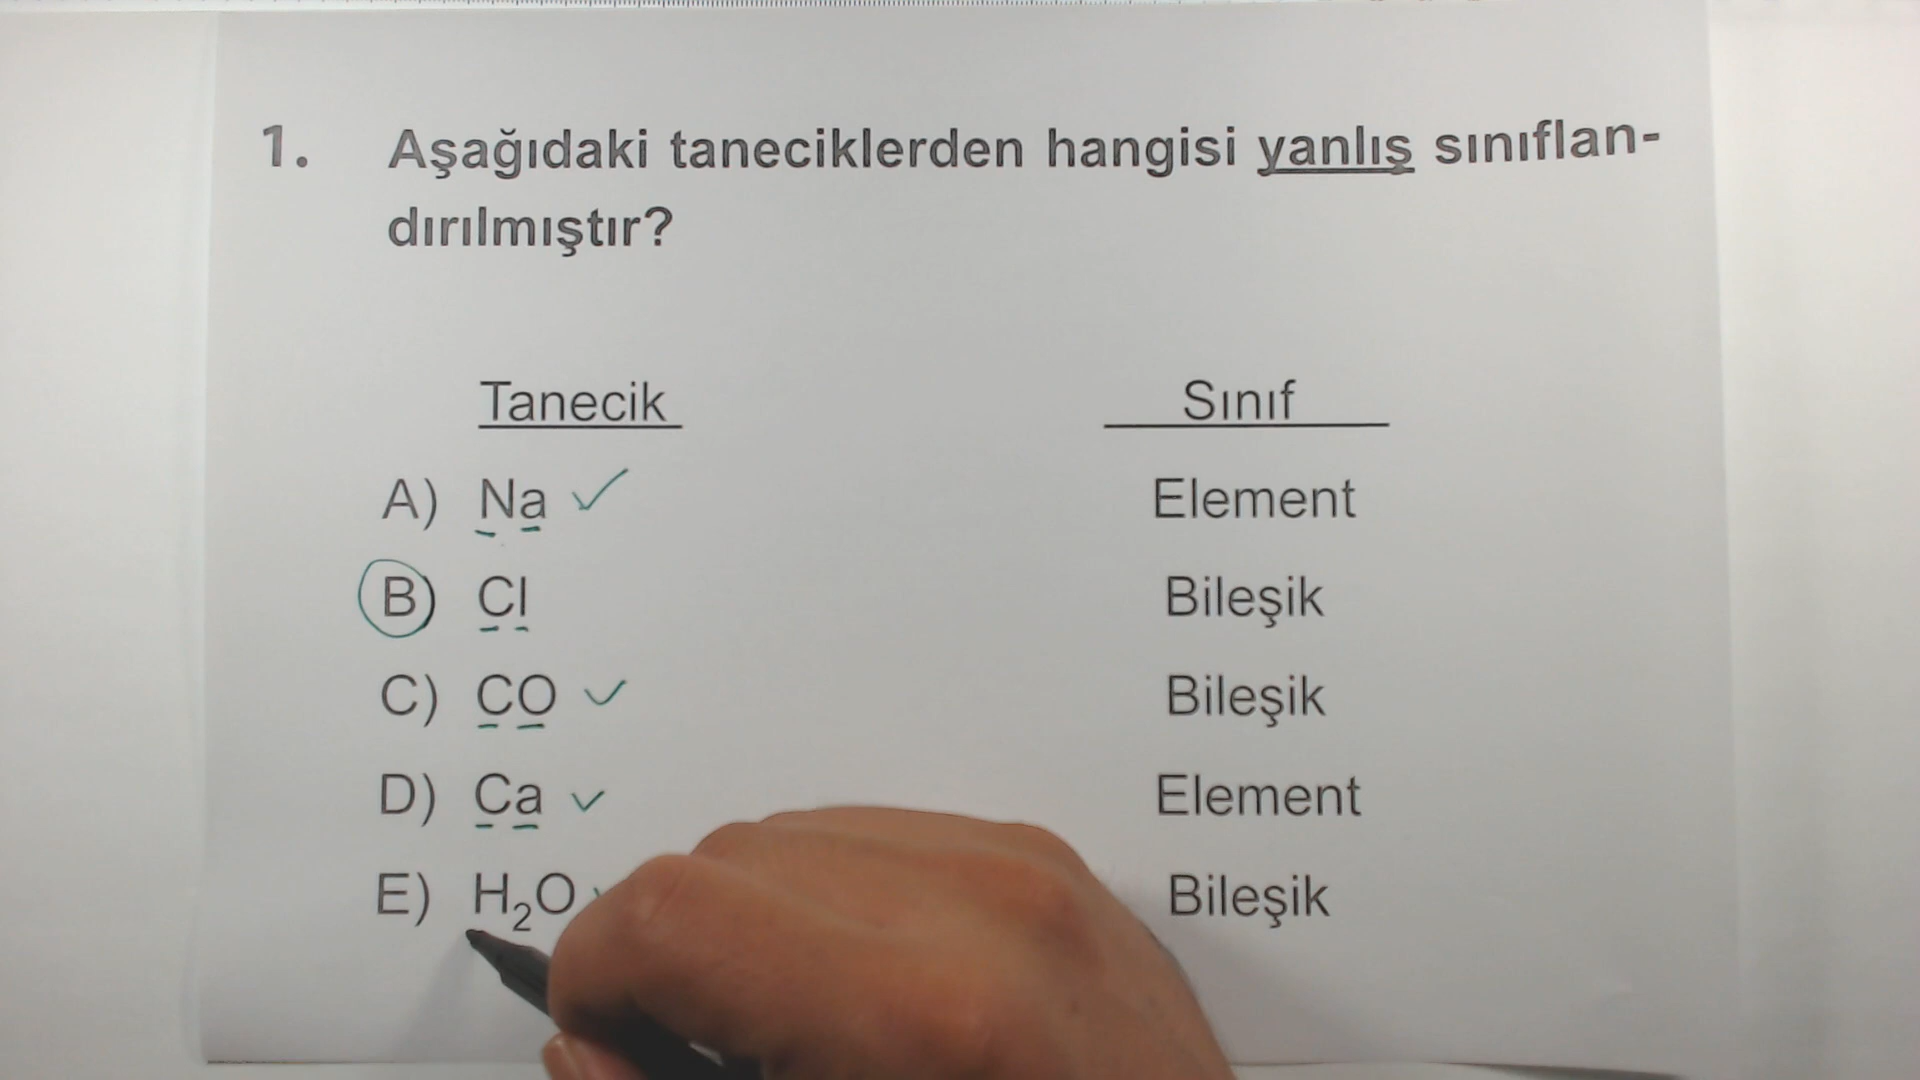 1. Aşağıdaki taneciklerden hangisi yanlış sınıflan-
dırılmıştır?
Tanecik Sınıf
A) Na Element
B) Cl Bileşik
C) CO Bileşik
D) Ca Element
E) H₂O Bileşik